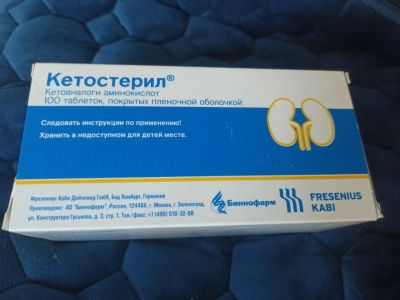 Кетостерил®
Кетоаналоги аминокислот
100 таблеток, покрытых пленочной оболочкой
Следовать инструкции по применению!
Хранить в недоступном для детей месте.
Фрезениус Каби Дойчланд ГмбХ, Бад Хомбург, Германия
Произведено: АО "Биннофарм", Россия, 124460, г. Москва, г. Зеленоград,
ул. Конструктора Гуськова, д. 3, стр. 1. Тел./факс: +7 (495) 510-32-88
Биннофарм
FRESENIUS
KABI